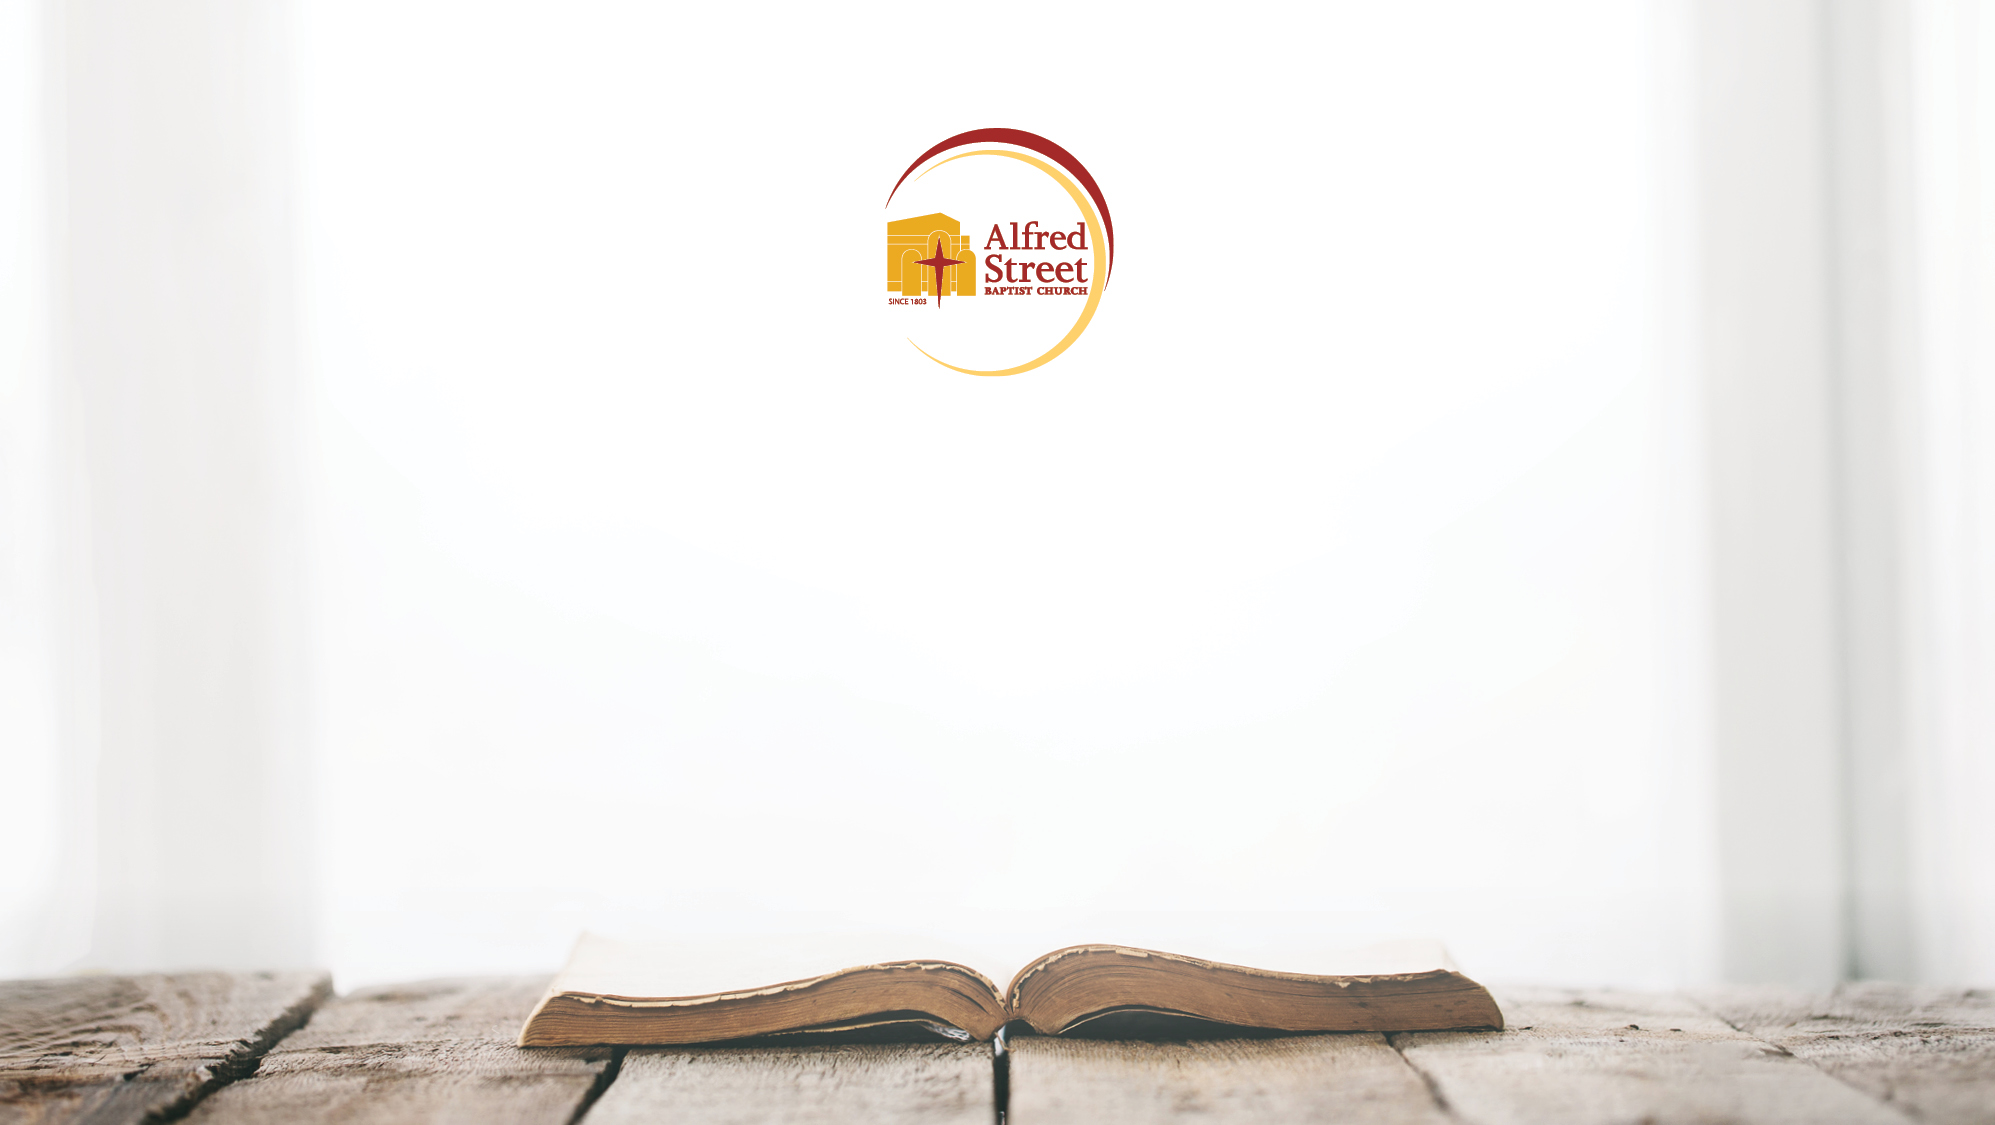 Alfred
Street
BAPTIST CHURCH
SINCE 1803